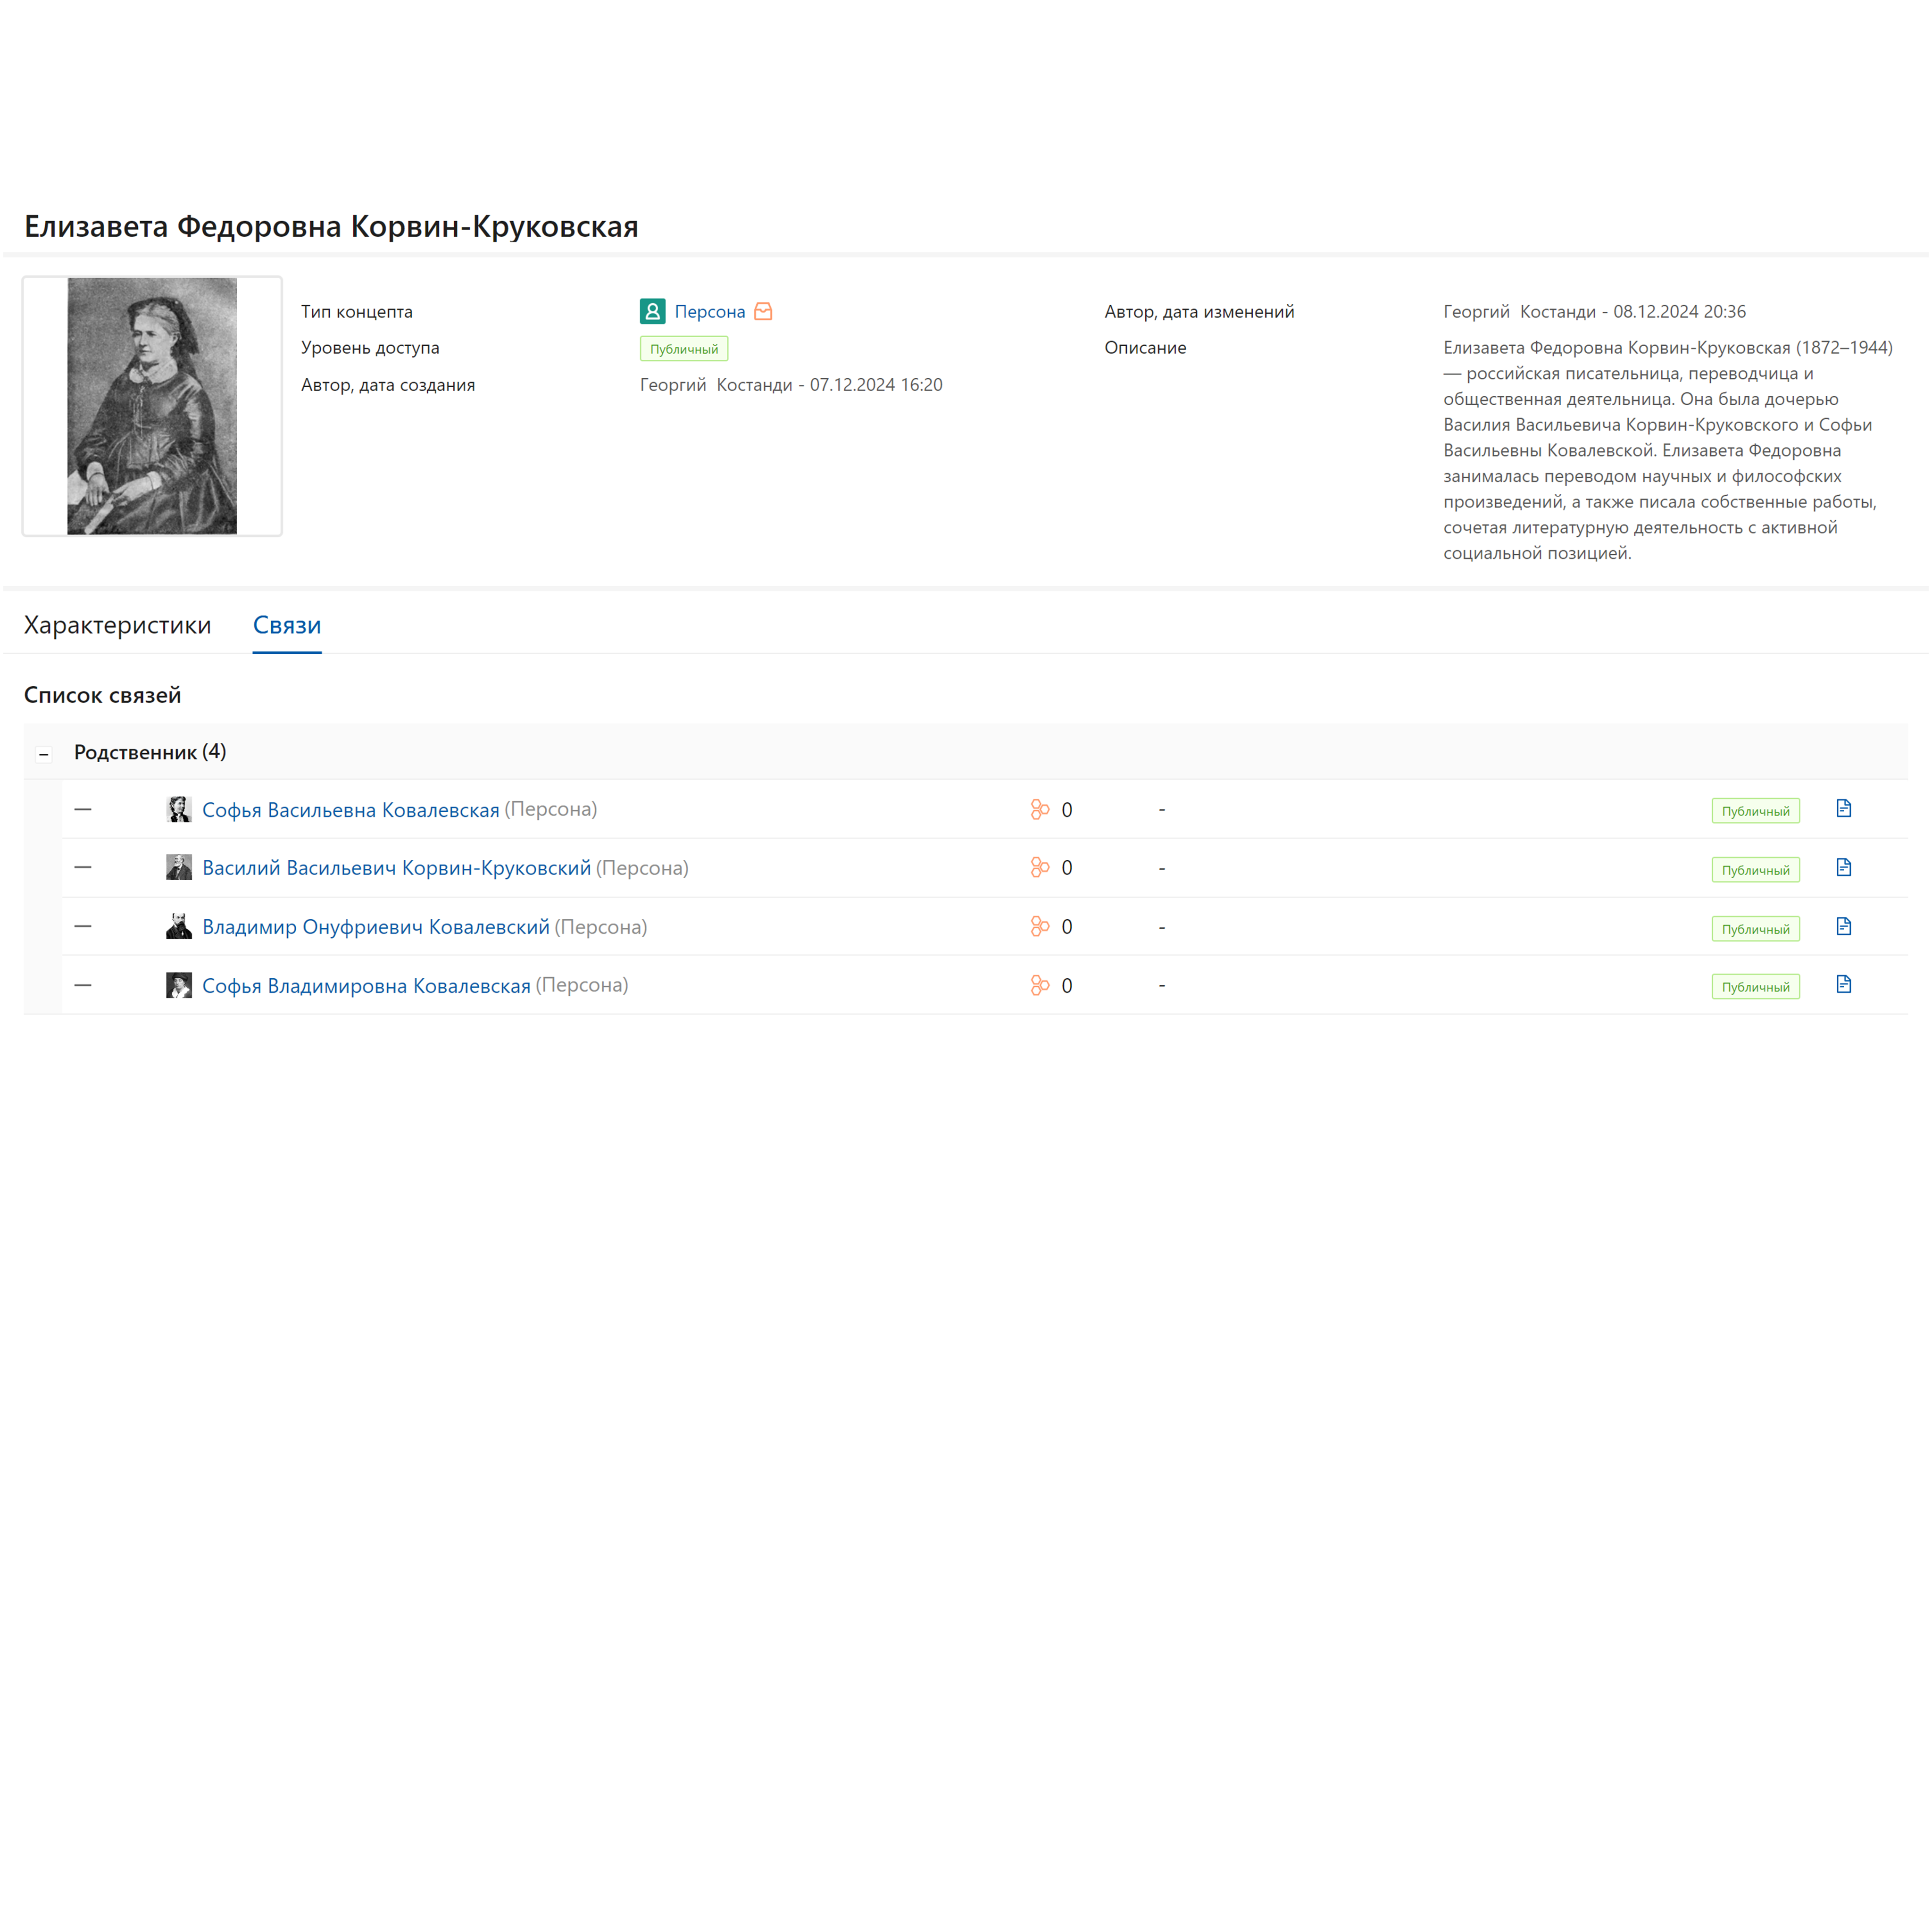 Елизавета Федоровна Корвин-Круковская
Тип концепта
Персона
Уровень доступа
Публичный
Автор, дата создания
Георгий  Костанди - 07.12.2024 16:20
Автор, дата изменений
Георгий  Костанди - 08.12.2024 20:36
Описание
Елизавета Федоровна Корвин-Круковская (1872–1944)
— российская писательница, переводчица и
общественная деятельница. Она была дочерью
Василия Васильевича Корвин-Круковского и Софьи
Васильевны Ковалевской. Елизавета Федоровна
занималась переводом научных и философских
произведений, а также писала собственные работы,
сочетая литературную деятельность с активной
социальной позицией.
Характеристики Связи
Список связей
Родственник (4)
— Софья Васильевна Ковалевская (Персона) 0 - Публичный
— Василий Васильевич Корвин-Круковский (Персона) 0 - Публичный
— Владимир Онуфриевич Ковалевский (Персона) 0 - Публичный
— Софья Владимировна Ковалевская (Персона) 0 - Публичный